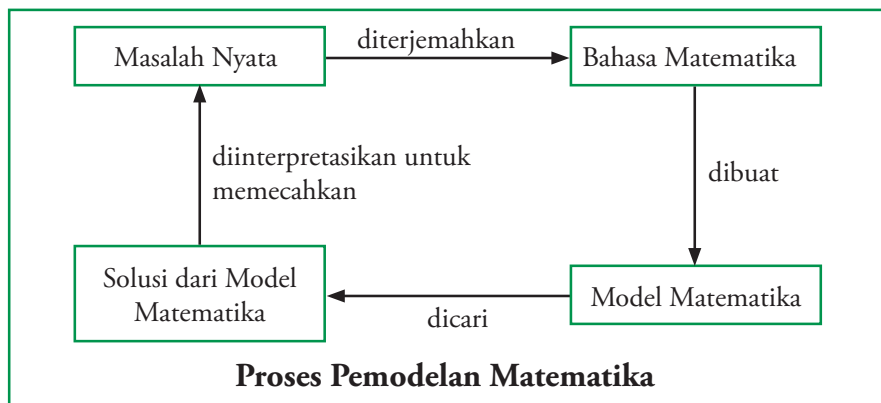 Masalah Nyata
diterjemahkan
Bahasa Matematika
diinterpretasikan untuk
memecahkan
dibuat
Solusi dari Model
Matematika
dicari
Model Matematika
Proses Pemodelan Matematika